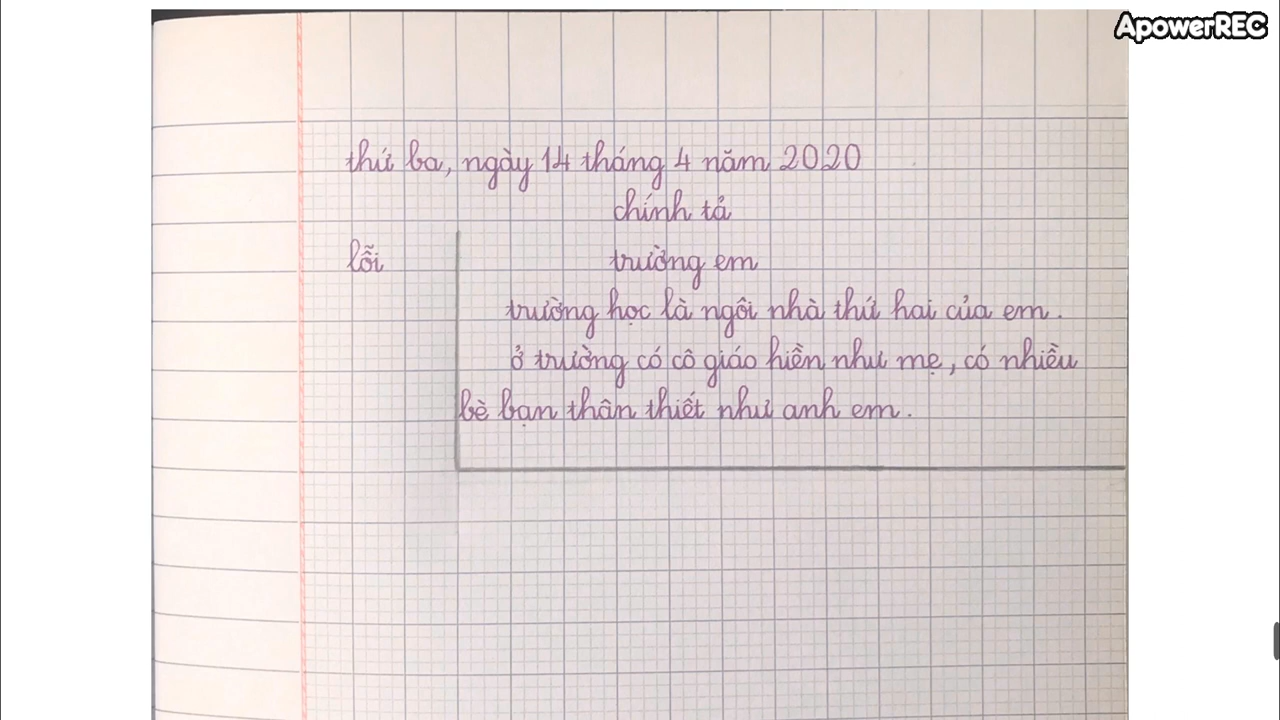 ApowerREC
thứ ba, ngày 14 tháng 4 năm 2020
chính tả
lỗi
trường em
trường học là ngôi nhà thứ hai của em.
ở trường có cô giáo hiền như mẹ, có nhiều
bè bạn thân thiết như anh em.